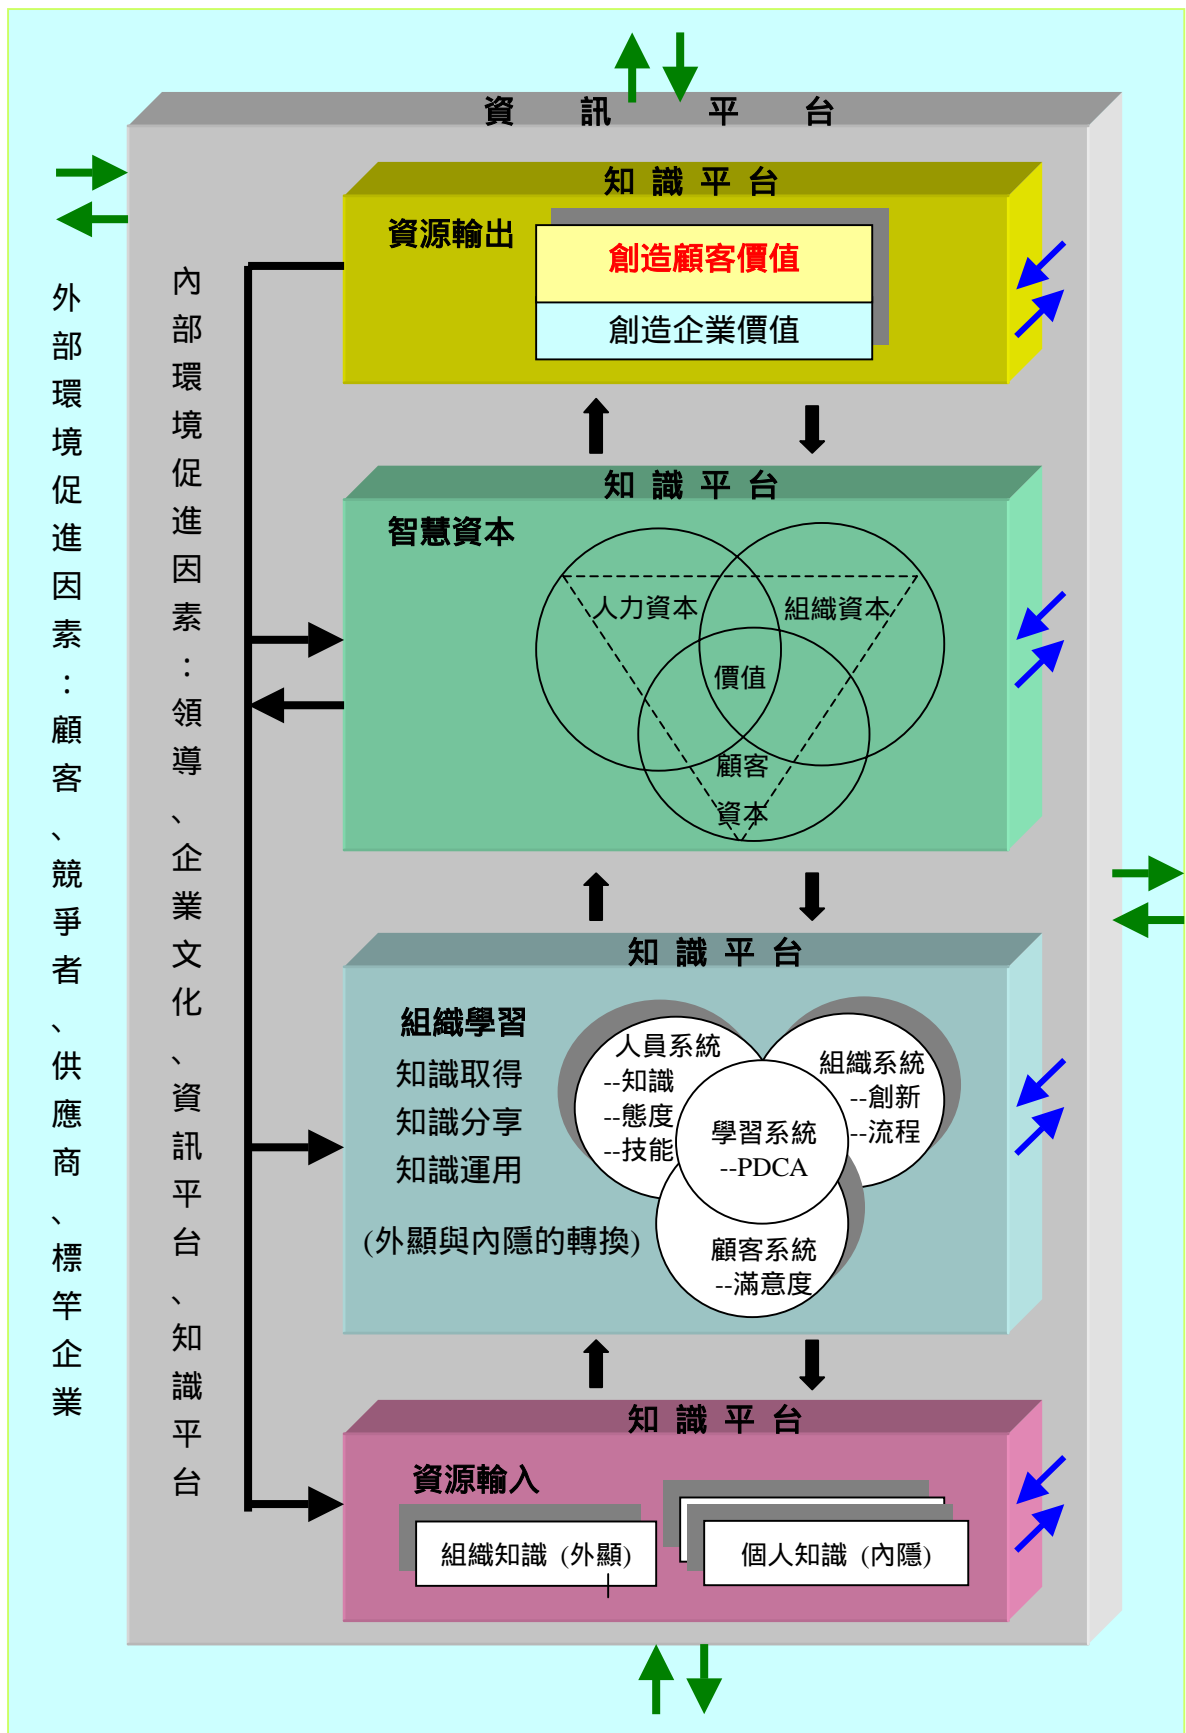 資訊平台
知識平台
資源輸出
創造顧客價值
創造企業價值
外部環境促進因素：顧客、競爭者、供應商、標竿企業
內部環境促進因素：領導、企業文化、資訊平台、知識平台
知識平台
智慧資本
人力資本
組織資本
價值
顧客
資本
知識平台
組織學習
知識取得
知識分享
知識運用
(外顯與內隱的轉換)
人員系統
--知識
--態度
--技能
組織系統
--創新
--流程
學習系統
--PDCA
顧客系統
--滿意度
知識平台
資源輸入
組織知識 (外顯)
個人知識 (內隱)